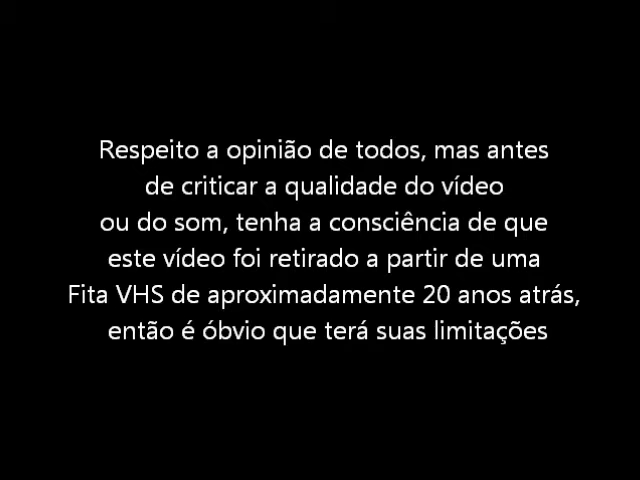 Respeito a opinião de todos, mas antes
de criticar a qualidade do vídeo
ou do som, tenha a consciência de que
este vídeo foi retirado a partir de uma
Fita VHS de aproximadamente 20 anos atrás,
então é óbvio que terá suas limitações